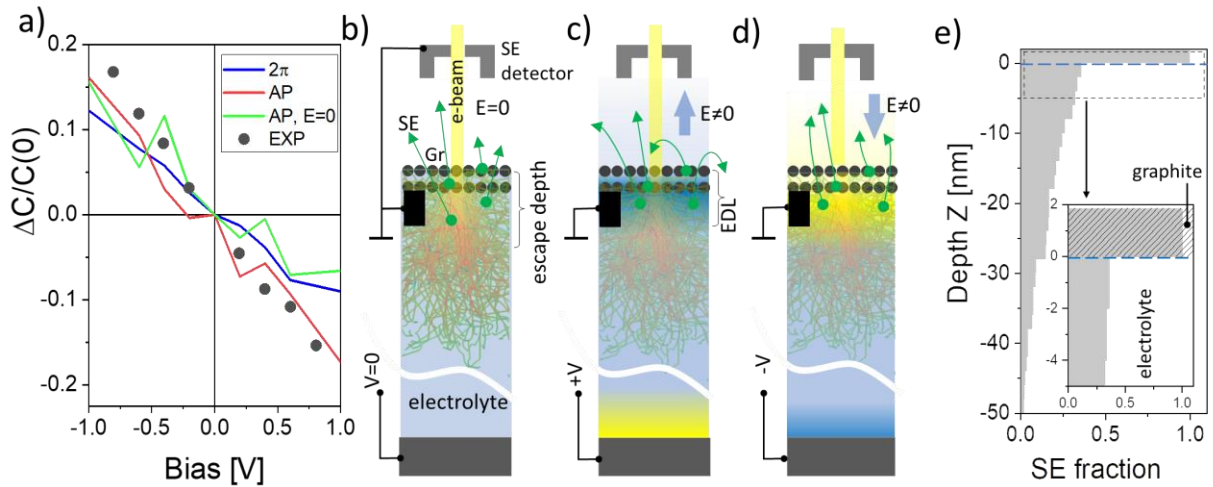 a)
0.2
0.1
0.0
-0.1
-0.2
ΔC/C(0)
2π
AP
AP, E=0
EXP
-1.0
-0.5
0.0
0.5
1.0
Bias [V]
b)
SE
detector
e-beam
E=0
SE
Gr
escape depth
V=0
electrolyte
c)
E≠0
EDL
+V
d)
E≠0
-V
e)
0
-10
-20
-30
-40
-50
Depth Z [nm]
graphite
2
0
-2
-4
electrolyte
0.0
0.5
1.0
0.0
0.5
1.0
SE fraction